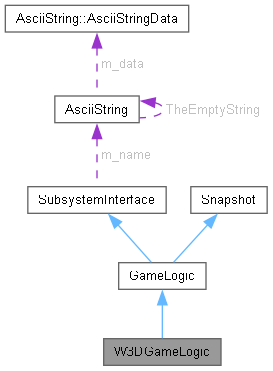 AsciiString::AsciiStringData
m_data
AsciiString
TheEmptyString
m_name
SubsystemInterface
Snapshot
GameLogic
W3DGameLogic